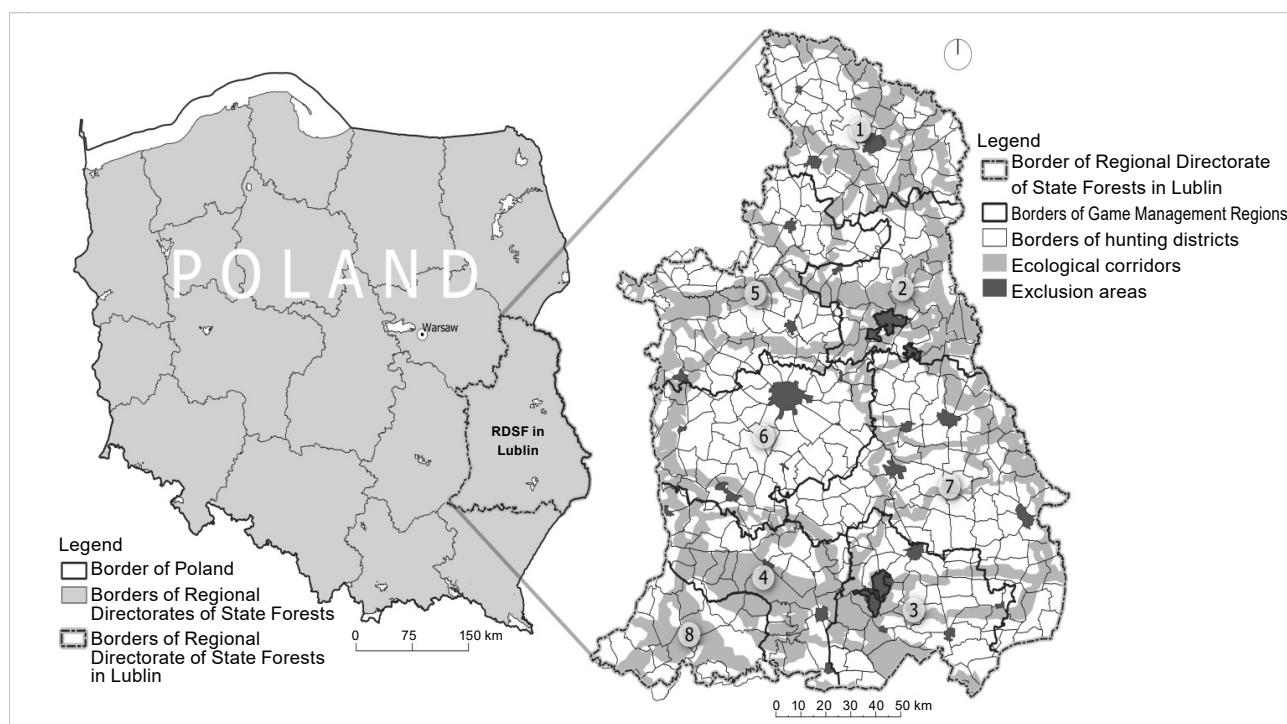 POLAND
Warsaw
RDSF in
Lublin
Legend
Border of Poland
Borders of Regional
Directorates of State Forests
Borders of Regional
Directorate of State Forests
in Lublin
0 75 150 km
1
2
5
6
7
4
3
8
0 10 20 30 40 50 km
Legend
Border of Regional Directorate
of State Forests in Lublin
Borders of Game Management Regions
Borders of hunting districts
Ecological corridors
Exclusion areas